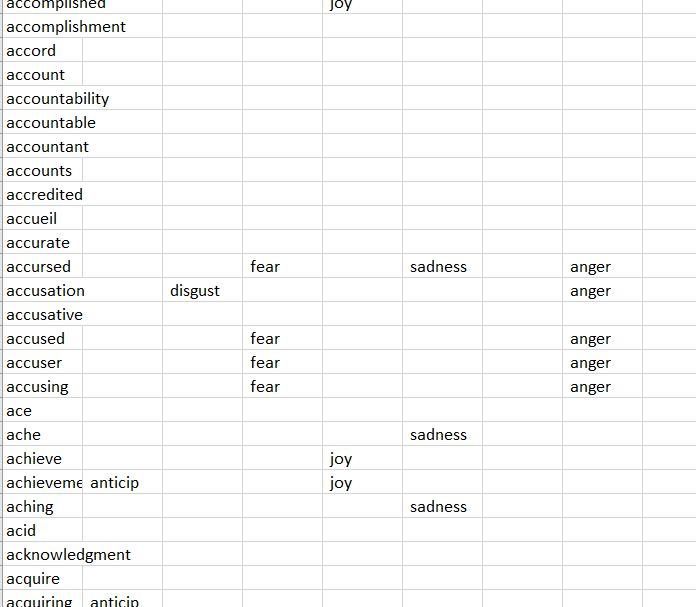 accomplished joy
accomplishment
accord
account
accountability
accountable
accountant
accounts
accredited
accueil
accurate
accursed fear sadness anger
accusation disgust anger
accusative
accused fear anger
accuser fear anger
accusing fear anger
ace
ache sadness
achieve joy
achieveme anticip joy
aching sadness
acid
acknowledgment
acquire
acquiring anticip